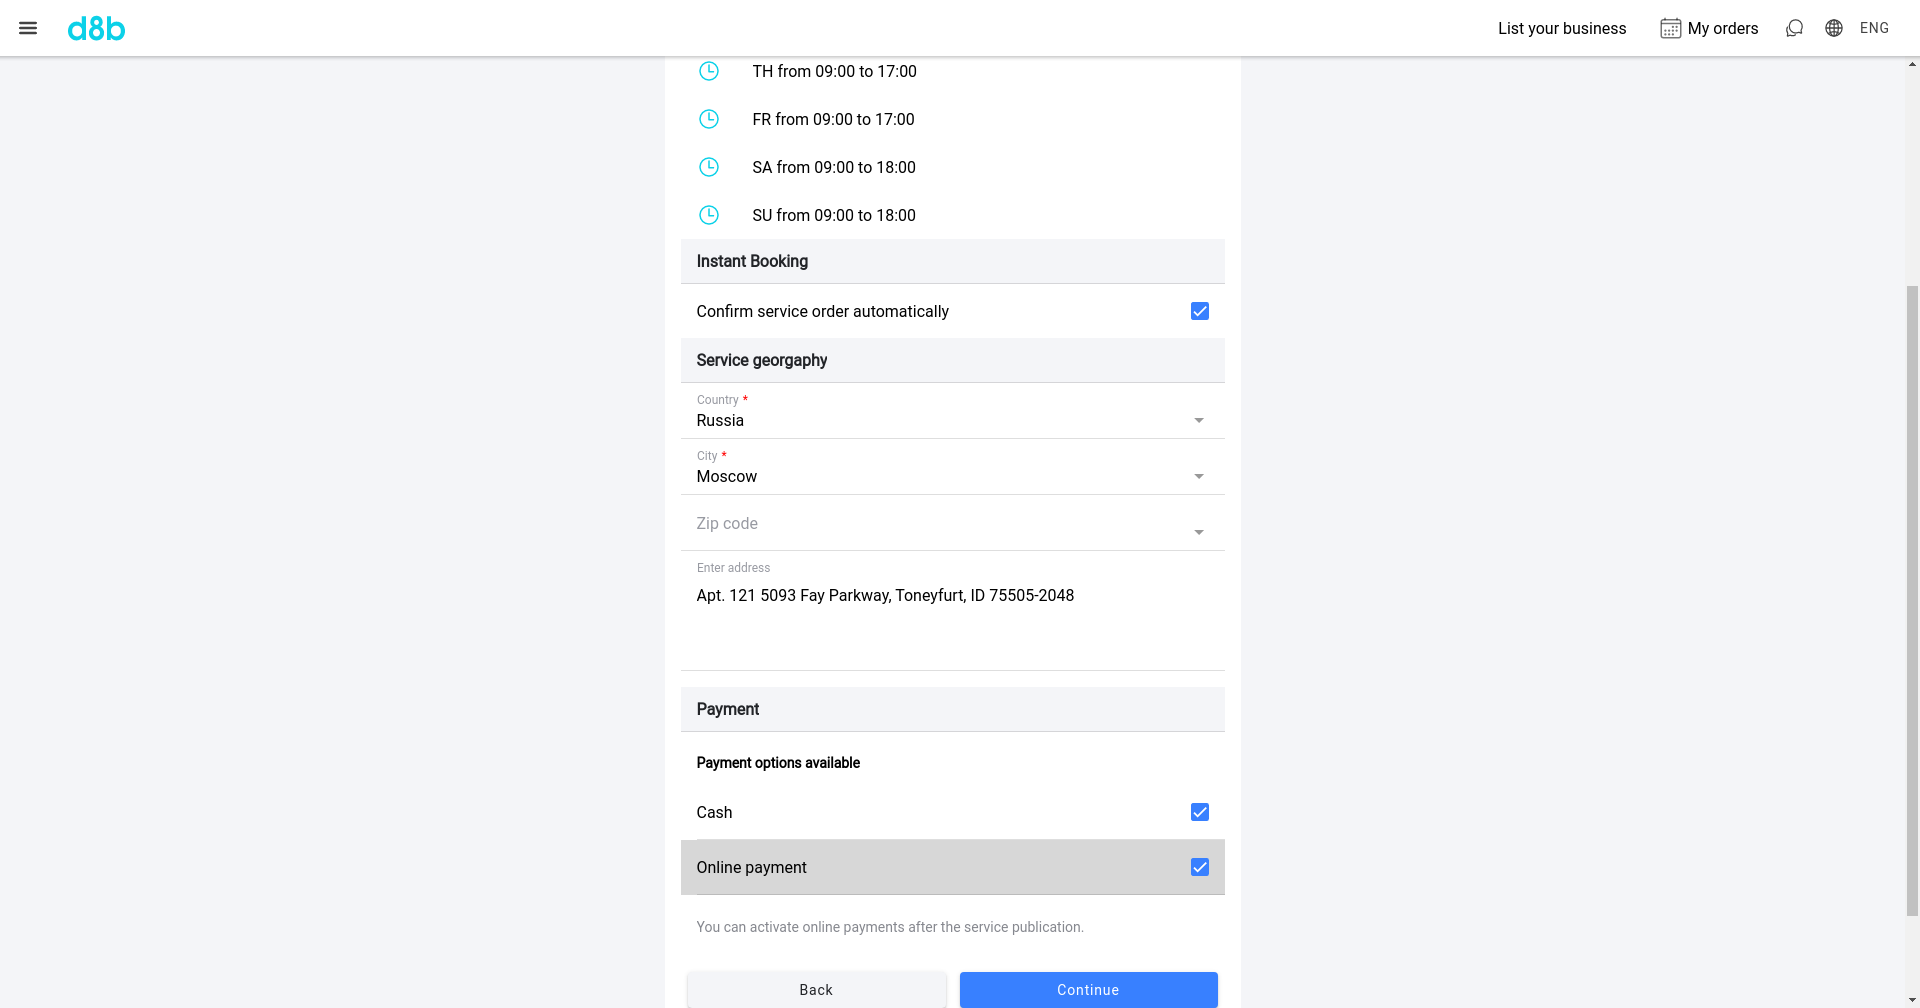 d8b
List your business
My orders
ENG
TH from 09:00 to 17:00
FR from 09:00 to 17:00
SA from 09:00 to 18:00
SU from 09:00 to 18:00
Instant Booking
Confirm service order automatically
Service georgaphy
Country *
Russia
City *
Moscow
Zip code
Enter address
Apt. 121 5093 Fay Parkway, Toneyfurt, ID 75505-2048
Payment
Payment options available
Cash
Online payment
You can activate online payments after the service publication.
Back
Continue